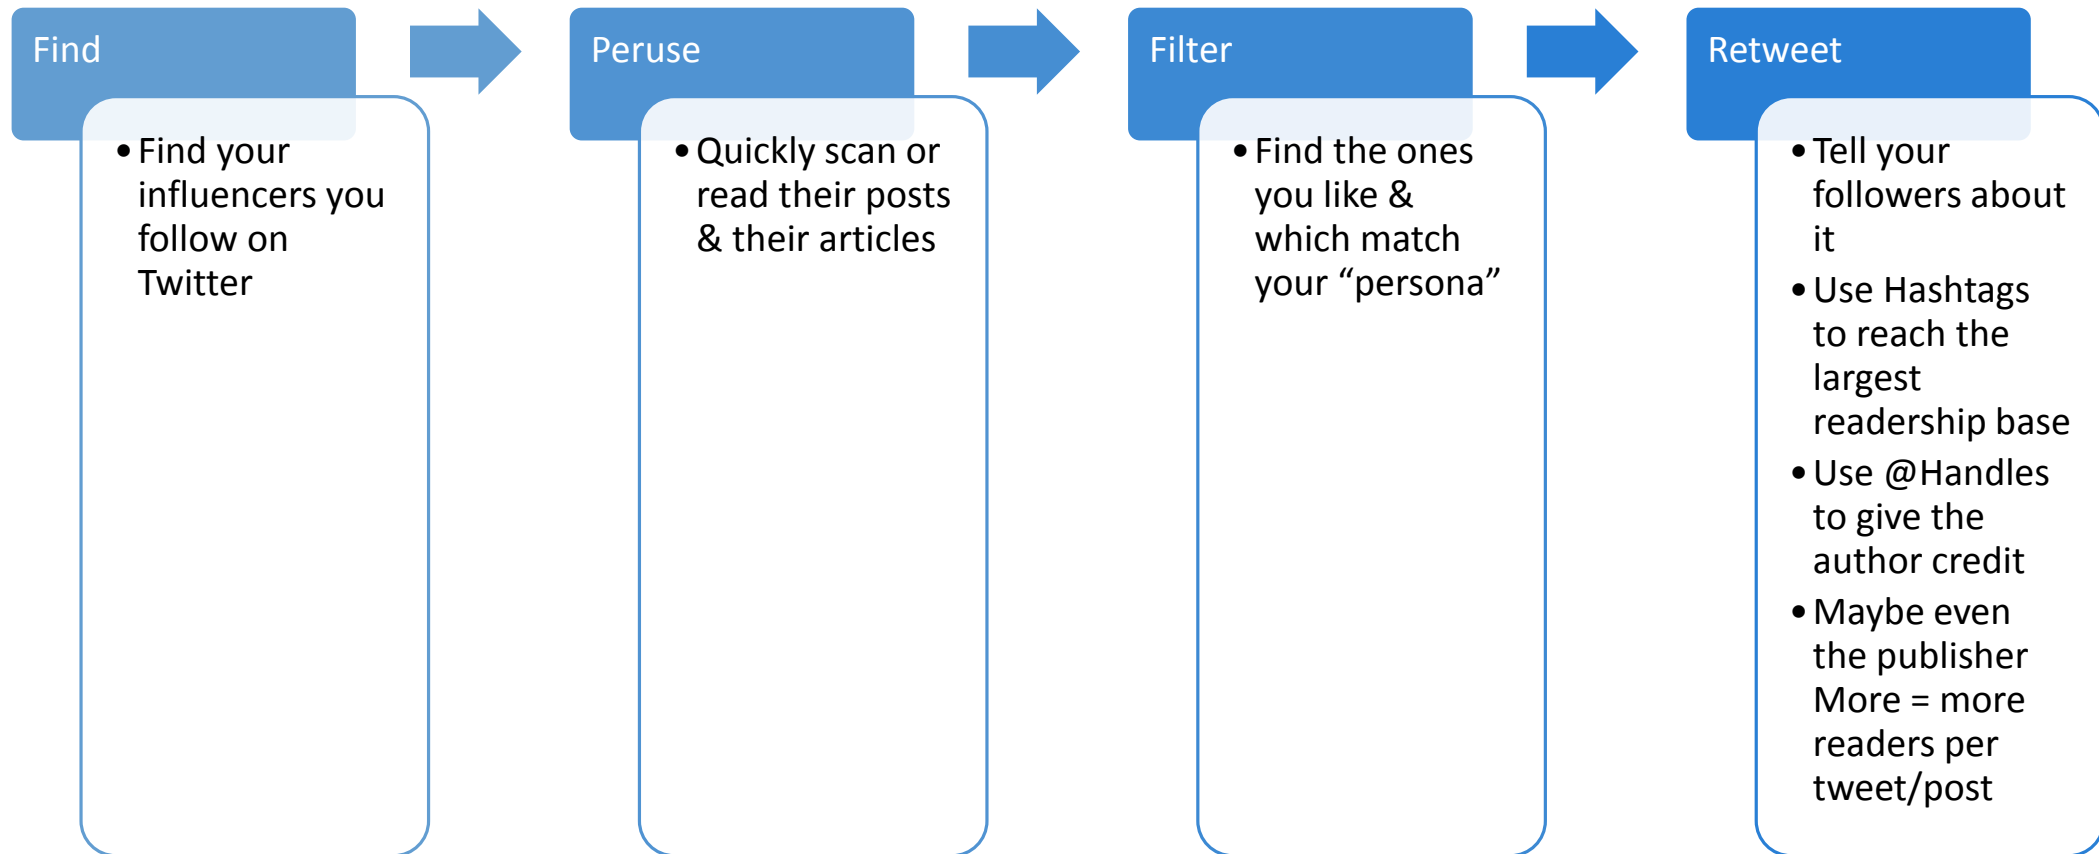 Find
• Find your
influencers you
follow on
Twitter
Peruse
• Quickly scan or
read their posts
& their articles
Filter
• Find the ones
you like &
which match
your “persona”
Retweet
• Tell your
followers about
it
• Use Hashtags
to reach the
largest
readership base
• Use @Handles
to give the
author credit
• Maybe even
the publisher
More = more
readers per
tweet/post